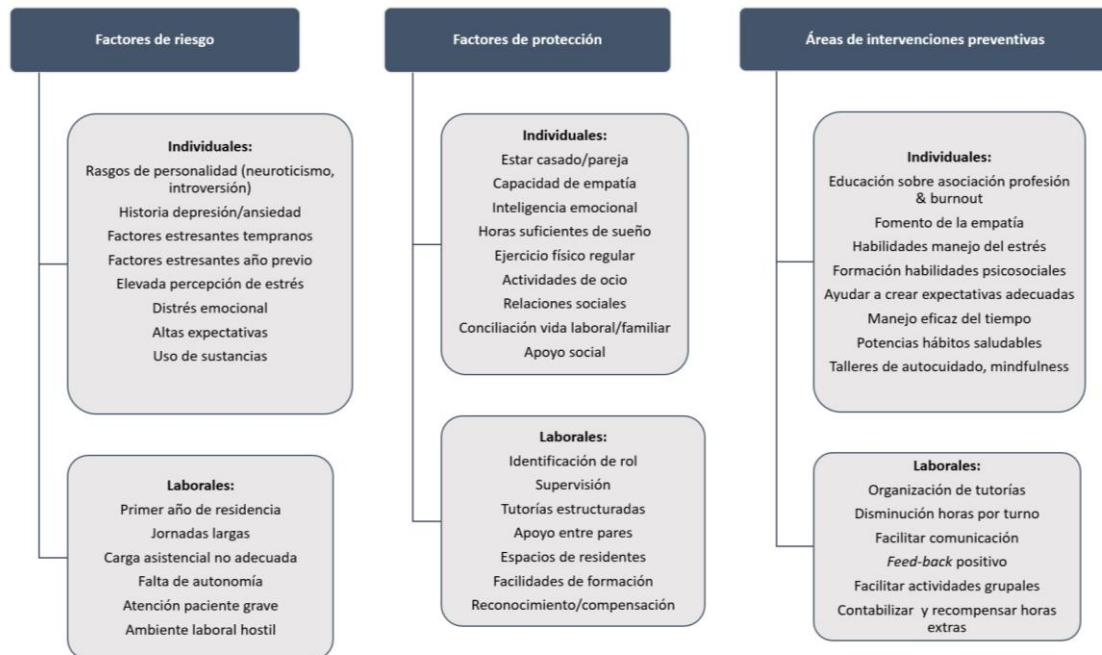 Factores de riesgo
Individuales:
Rasgos de personalidad (neuroticismo,
introversión)
Historia depresión/ansiedad
Factores estresantes tempranos
Factores estresantes año previo
Elevada percepción de estrés
Distrés emocional
Altas expectativas
Uso de sustancias
Laborales:
Primer año de residencia
Jornadas largas
Carga asistencial no adecuada
Falta de autonomía
Atención paciente grave
Ambiente laboral hostil
Factores de protección
Individuales:
Estar casado/pareja
Capacidad de empatía
Inteligencia emocional
Horas suficientes de sueño
Ejercicio físico regular
Actividades de ocio
Relaciones sociales
Conciliación vida laboral/familiar
Apoyo social
Laborales:
Identificación de rol
Supervisión
Tutorías estructuradas
Apoyo entre pares
Espacios de residentes
Facilidades de formación
Reconocimiento/compensación
Áreas de intervenciones preventivas
Individuales:
Educación sobre asociación profesión
& burnout
Fomento de la empatía
Habilidades manejo del estrés
Formación habilidades psicosociales
Ayudar a crear expectativas adecuadas
Manejo eficaz del tiempo
Potencias hábitos saludables
Talleres de autocuidado, mindfulness
Laborales:
Organización de tutorías
Disminución horas por turno
Facilitar comunicación
Feed-back positivo
Facilitar actividades grupales
Contabilizar y recompensar horas
extras